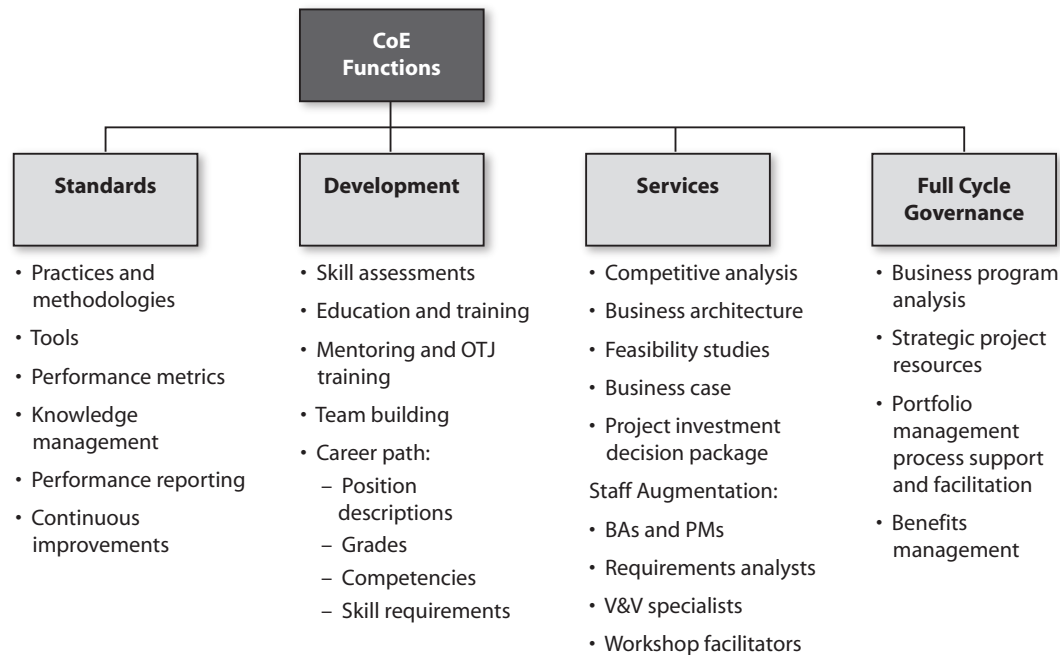 CoE
Functions
Standards
• Practices and
methodologies
• Tools
• Performance metrics
• Knowledge
management
• Performance reporting
• Continuous
improvements
Development
• Skill assessments
• Education and training
• Mentoring and OTJ
training
• Team building
• Career path:
– Position
descriptions
– Grades
– Competencies
– Skill requirements
Services
• Competitive analysis
• Business architecture
• Feasibility studies
• Business case
• Project investment
decision package
Staff Augmentation:
• BAs and PMs
• Requirements analysts
• V&V specialists
• Workshop facilitators
Full Cycle
Governance
• Business program
analysis
• Strategic project
resources
• Portfolio
management
process support
and facilitation
• Benefits
management